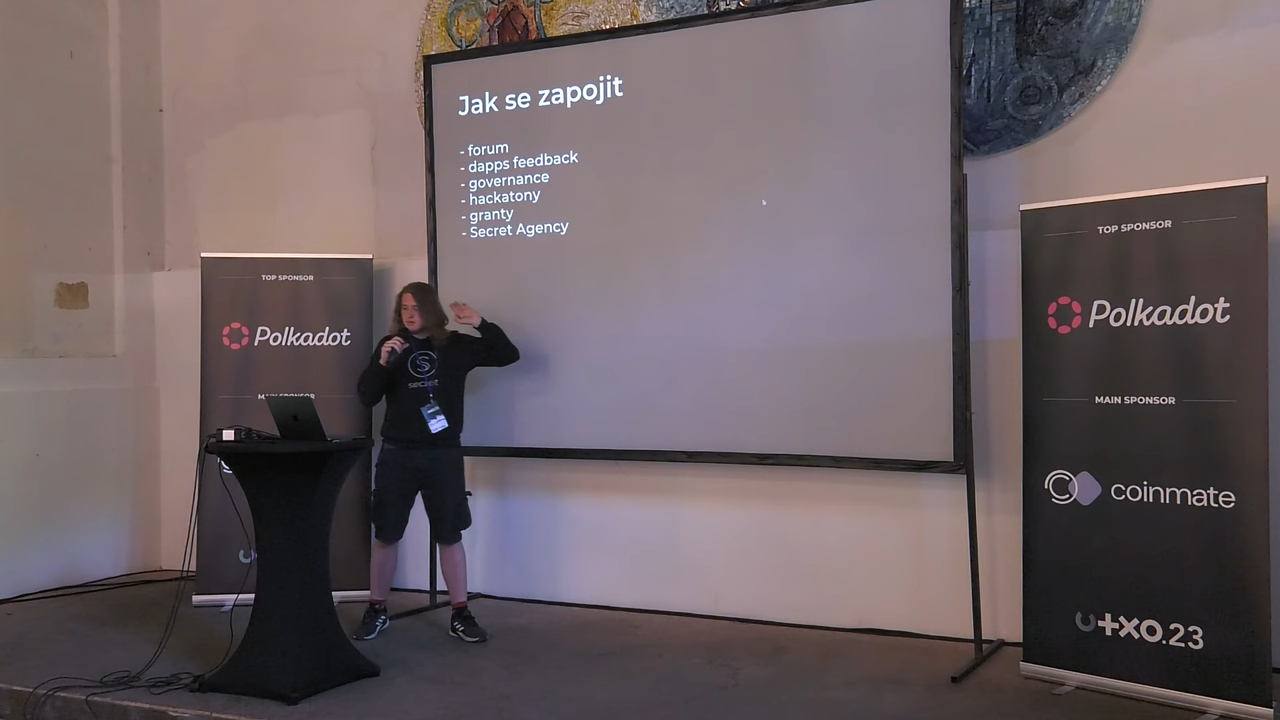 Jak se zapojit
- forum
- dapps feedback
- governance
- hackatony
- granty
- Secret Agency
TOP SPONSOR
Polkadot
MAIN SPONSOR
secret
TOP SPONSOR
Polkadot
MAIN SPONSOR
coinmate
utxo.23